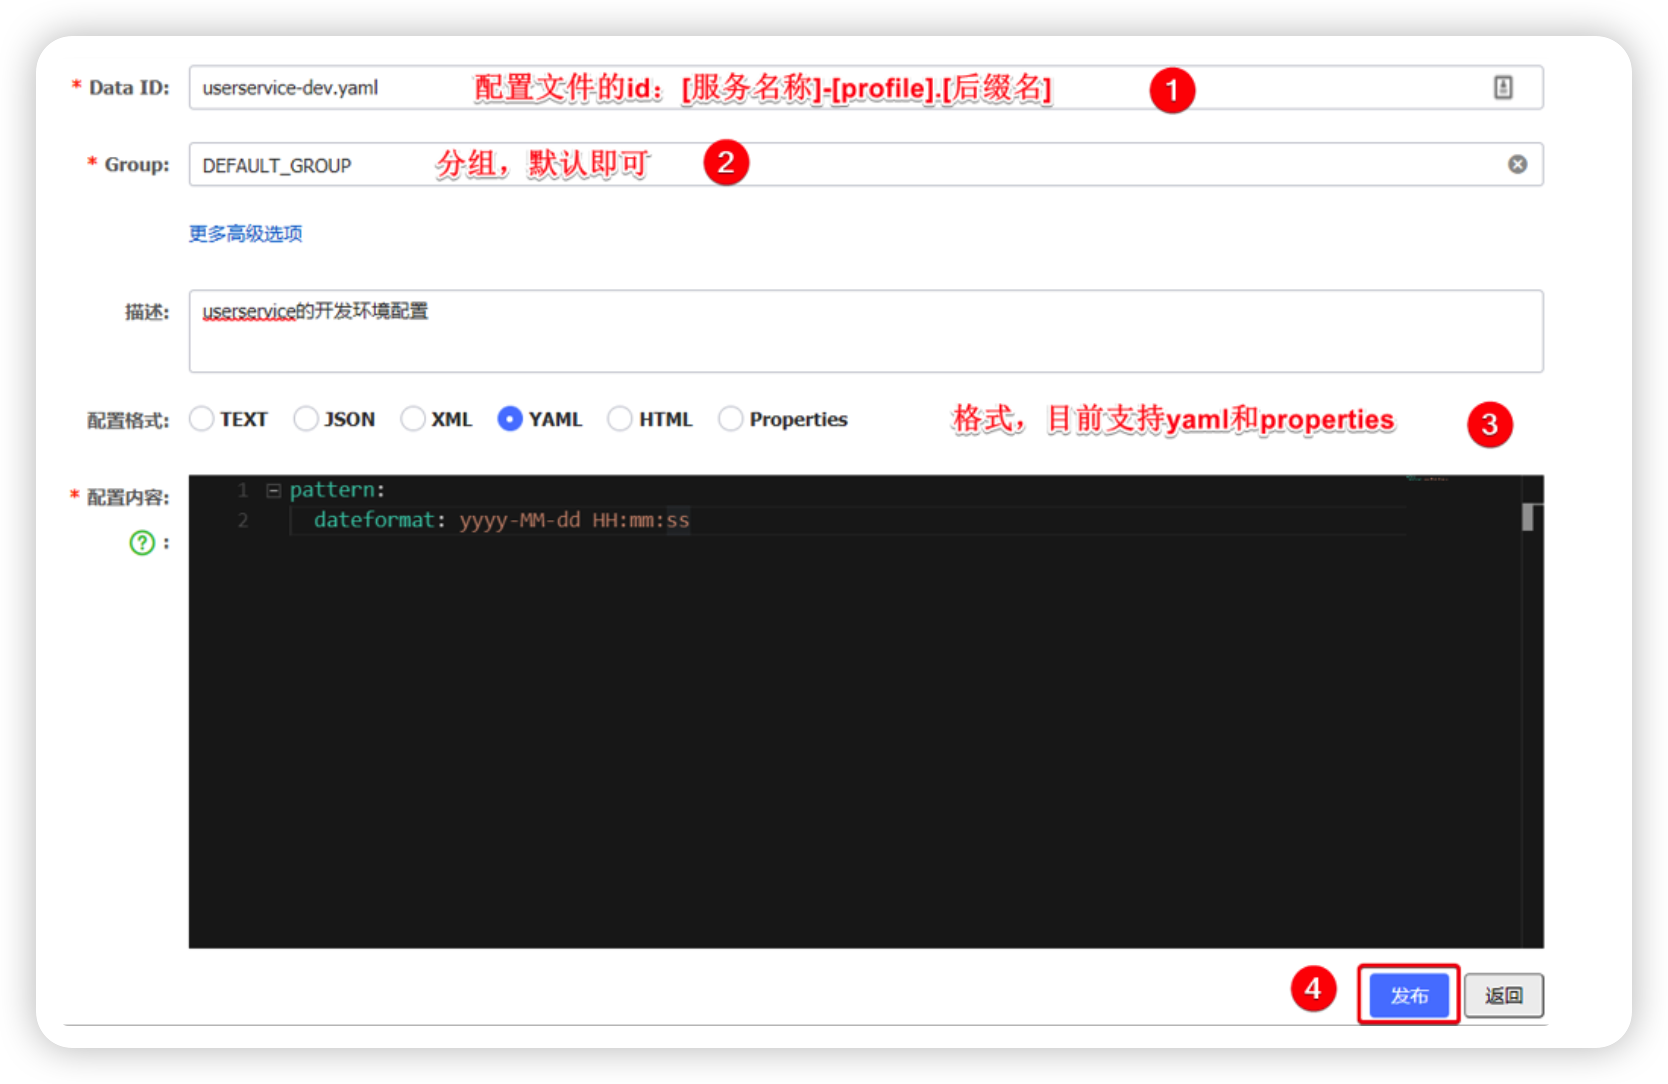 * Data ID: userservice-dev.yaml 配置文件的id：[服务名称]-[profile].[后缀名] 1
* Group: DEFAULT_GROUP 分组，默认即可 2
更多高级选项
描述: userservice的开发环境配置
配置格式: TEXT JSON XML YAML HTML Properties 格式，目前支持yaml和properties 3
* 配置内容:
? :
1 pattern:
2 dateformat: yyyy-MM-dd HH:mm:ss
4 发布 返回